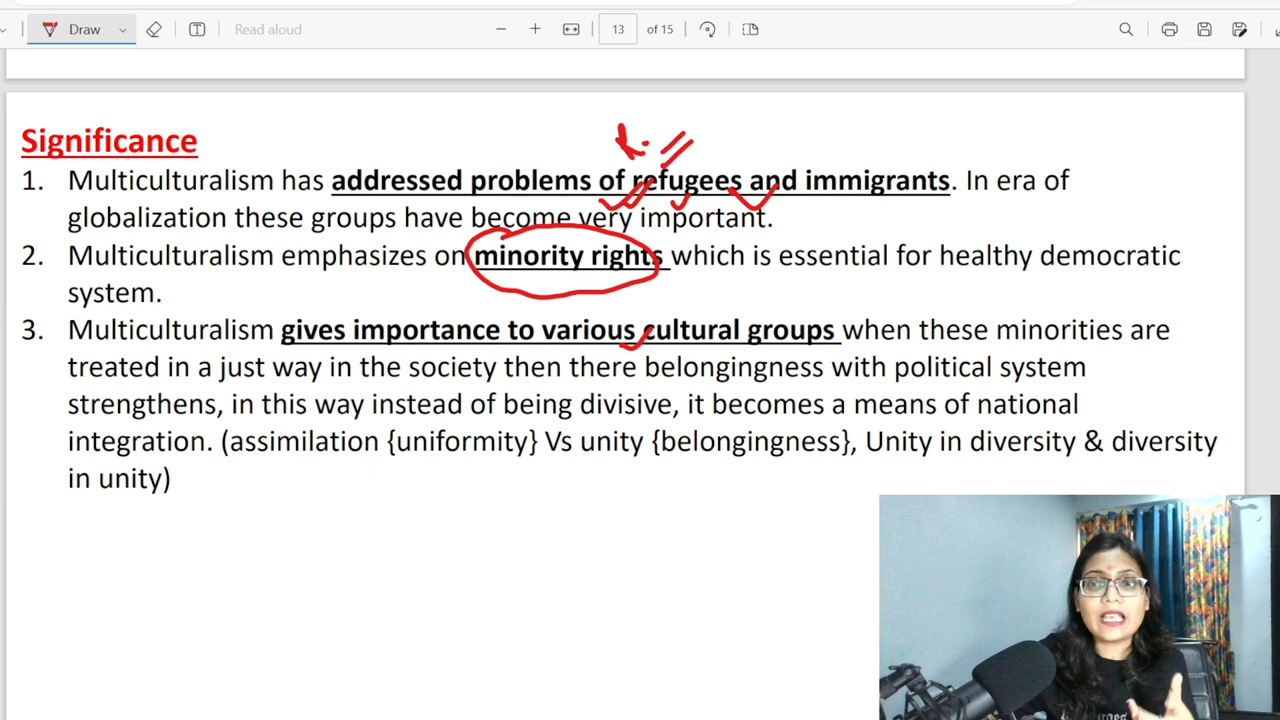 Draw
Read aloud
13
of 15
Significance
1. Multiculturalism has addressed problems of refugees and immigrants. In era of
globalization these groups have become very important.
2. Multiculturalism emphasizes on minority rights which is essential for healthy democratic
system.
3. Multiculturalism gives importance to various cultural groups when these minorities are
treated in a just way in the society then there belongingness with political system
strengthens, in this way instead of being divisive, it becomes a means of national
integration. (assimilation {uniformity} Vs unity {belongingness}, Unity in diversity & diversity
in unity)